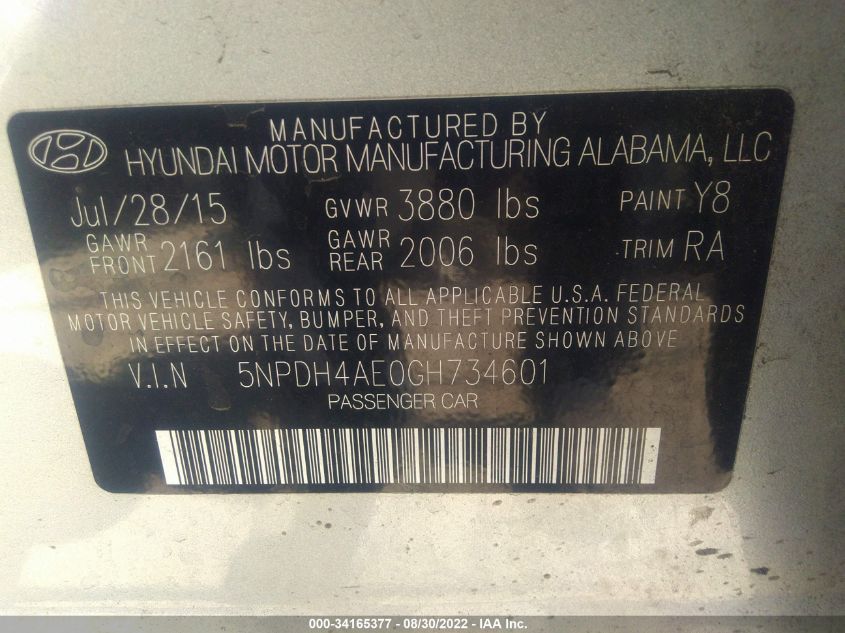 MANUFACTURED BY
HYUNDAI MOTOR MANUFACTURING ALABAMA, LLC
Jul/28/15 GVWR 3880 lbs PAINT Y8
GAWR FRONT 2161 lbs GAWR REAR 2006 lbs TRIM RA
THIS VEHICLE CONFORMS TO ALL APPLICABLE U.S.A. FEDERAL
MOTOR VEHICLE SAFETY, BUMPER, AND THEFT PREVENTION STANDARDS
IN EFFECT ON THE DATE OF MANUFACTURE SHOWN ABOVE.
V.I.N 5NPDH4AE0GH734601
PASSENGER CAR
000-34165377 - 08/30/2022 - IAA Inc.